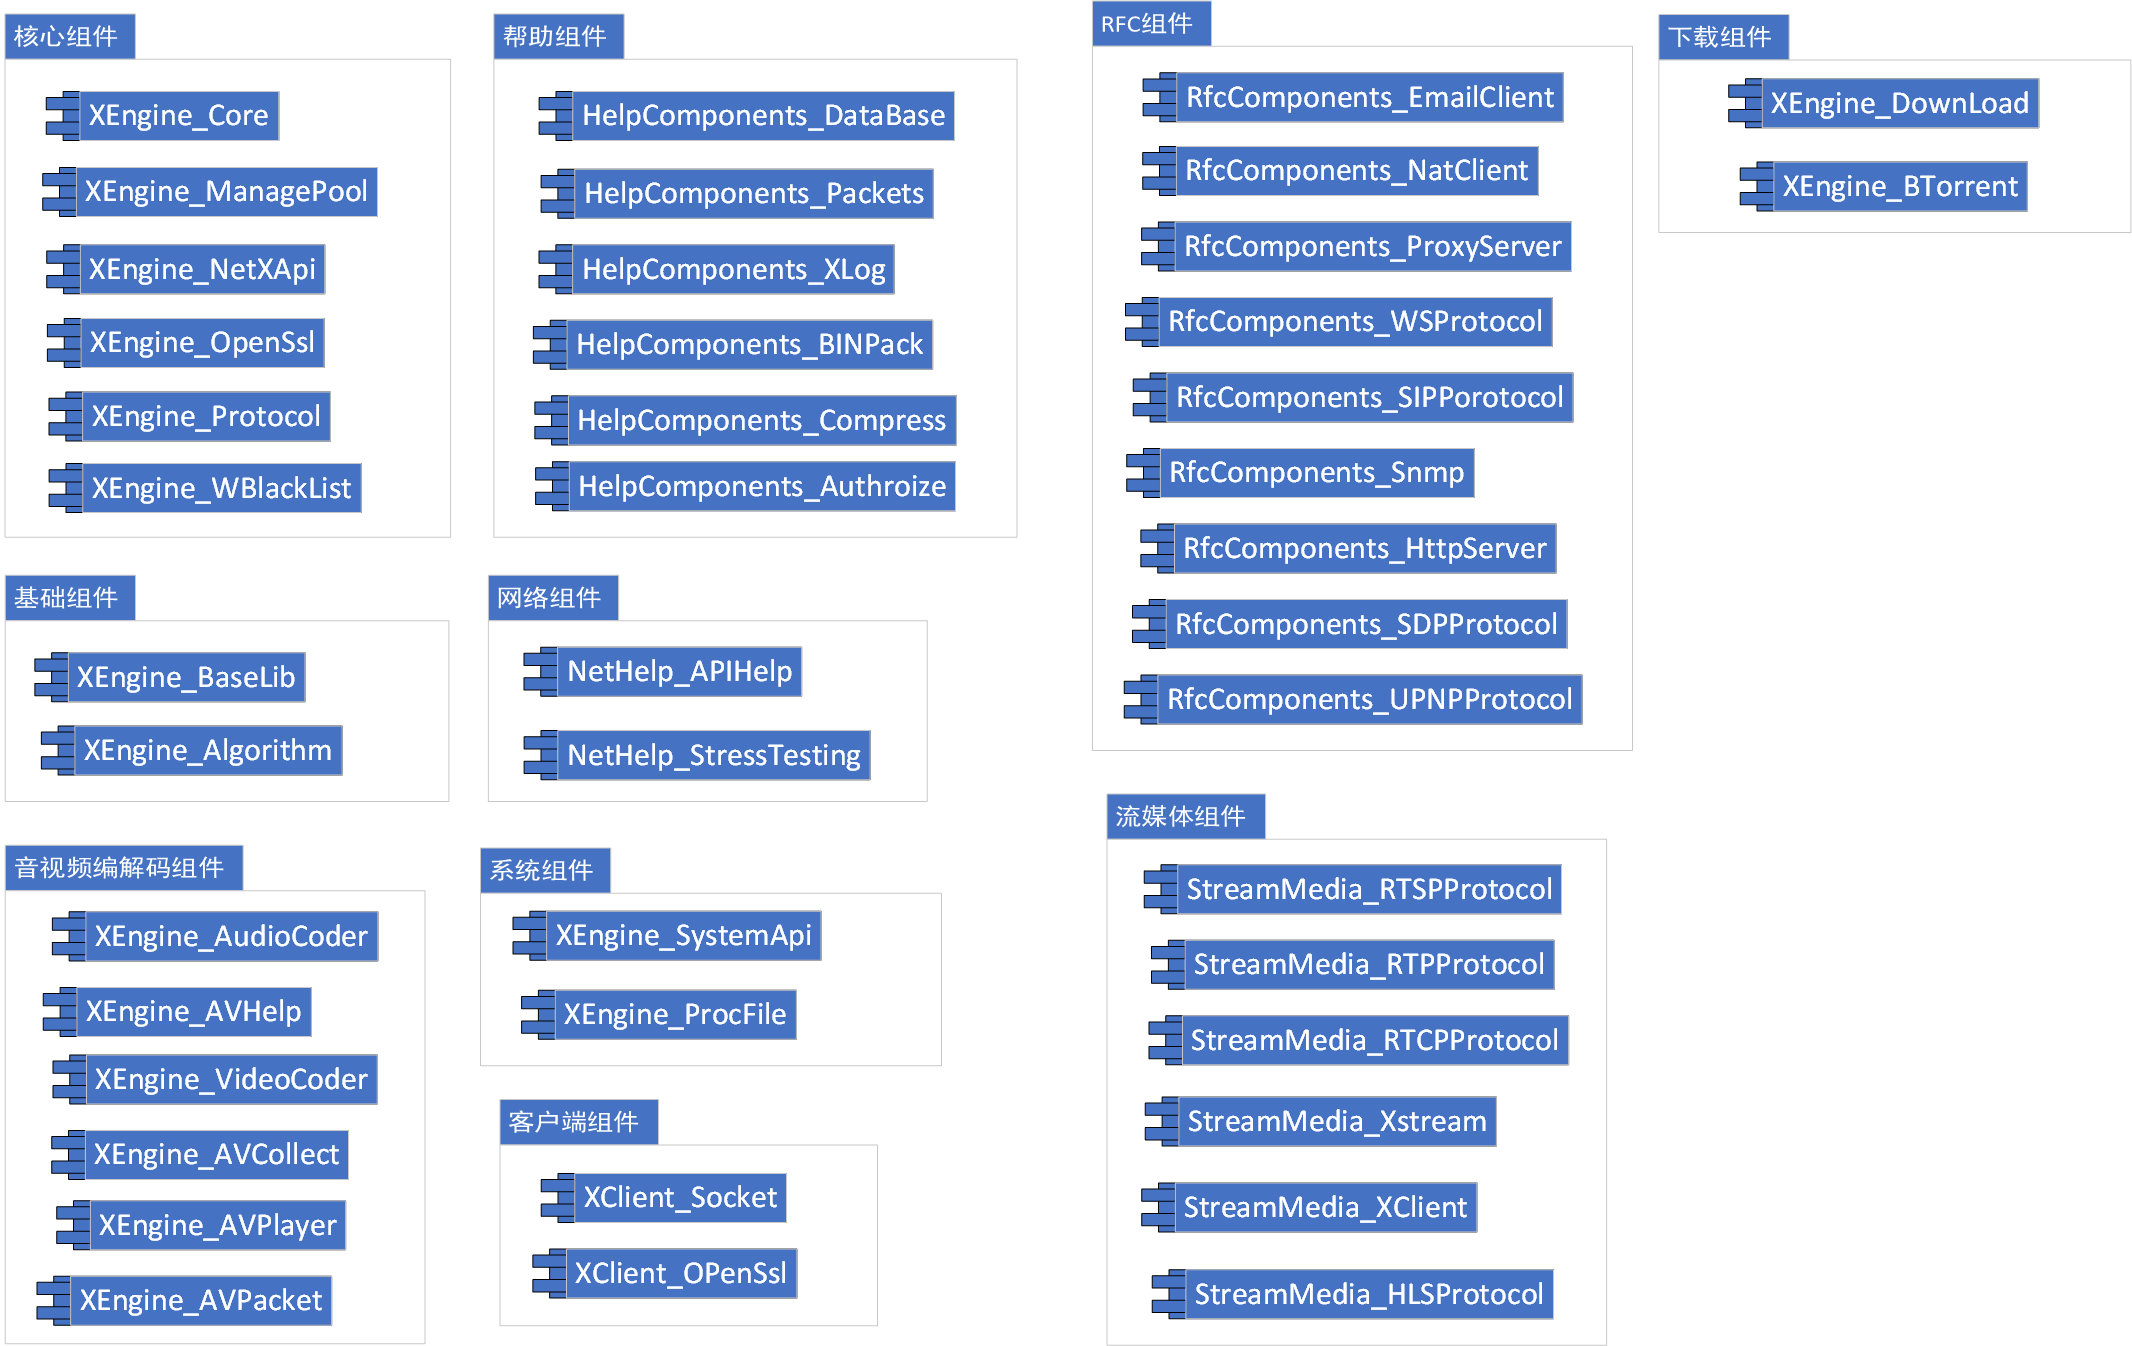 核心组件
XEngine_Core
XEngine_ManagePool
XEngine_NetXApi
XEngine_OpenSsl
XEngine_Protocol
XEngine_WBlackList
帮助组件
HelpComponents_DataBase
HelpComponents_Packets
HelpComponents_XLog
HelpComponents_BINPack
HelpComponents_Compress
HelpComponents_Authroize
RFC组件
RfcComponents_EmailClient
RfcComponents_NatClient
RfcComponents_ProxyServer
RfcComponents_WSProtocol
RfcComponents_SIPPorotocol
RfcComponents_Snmp
RfcComponents_HttpServer
RfcComponents_SDPProtocol
RfcComponents_UPNPProtocol
下载组件
XEngine_DownLoad
XEngine_BTorrent
基础组件
XEngine_BaseLib
XEngine_Algorithm
网络组件
NetHelp_APIHelp
NetHelp_StressTesting
音视频编解码组件
XEngine_AudioCoder
XEngine_AVHelp
XEngine_VideoCoder
XEngine_AVCollect
XEngine_AVPlayer
XEngine_AVPacket
系统组件
XEngine_SystemApi
XEngine_ProcFile
客户端组件
XClient_Socket
XClient_OPenSsl
流媒体组件
StreamMedia_RTSPProtocol
StreamMedia_RTPProtocol
StreamMedia_RTCPProtocol
StreamMedia_Xstream
StreamMedia_XClient
StreamMedia_HLSProtocol